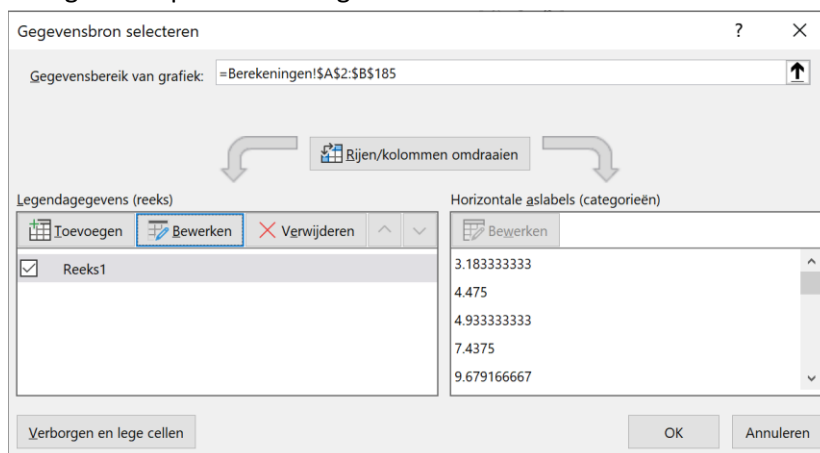 Gegevensbron selecteren ? ×
Gegevensbereik van grafiek: =Berekeningen!$A$2:$B$185
Rijen/kolommen omdraaien
Legendagegevens (reeks)
Toevoegen Bewerken Verwijderen
Reeks1
Horizontale aslabels (categorieën)
Bewerken
3.183333333
4.475
4.933333333
7.4375
9.679166667
Verborgen en lege cellen
OK Annuleren